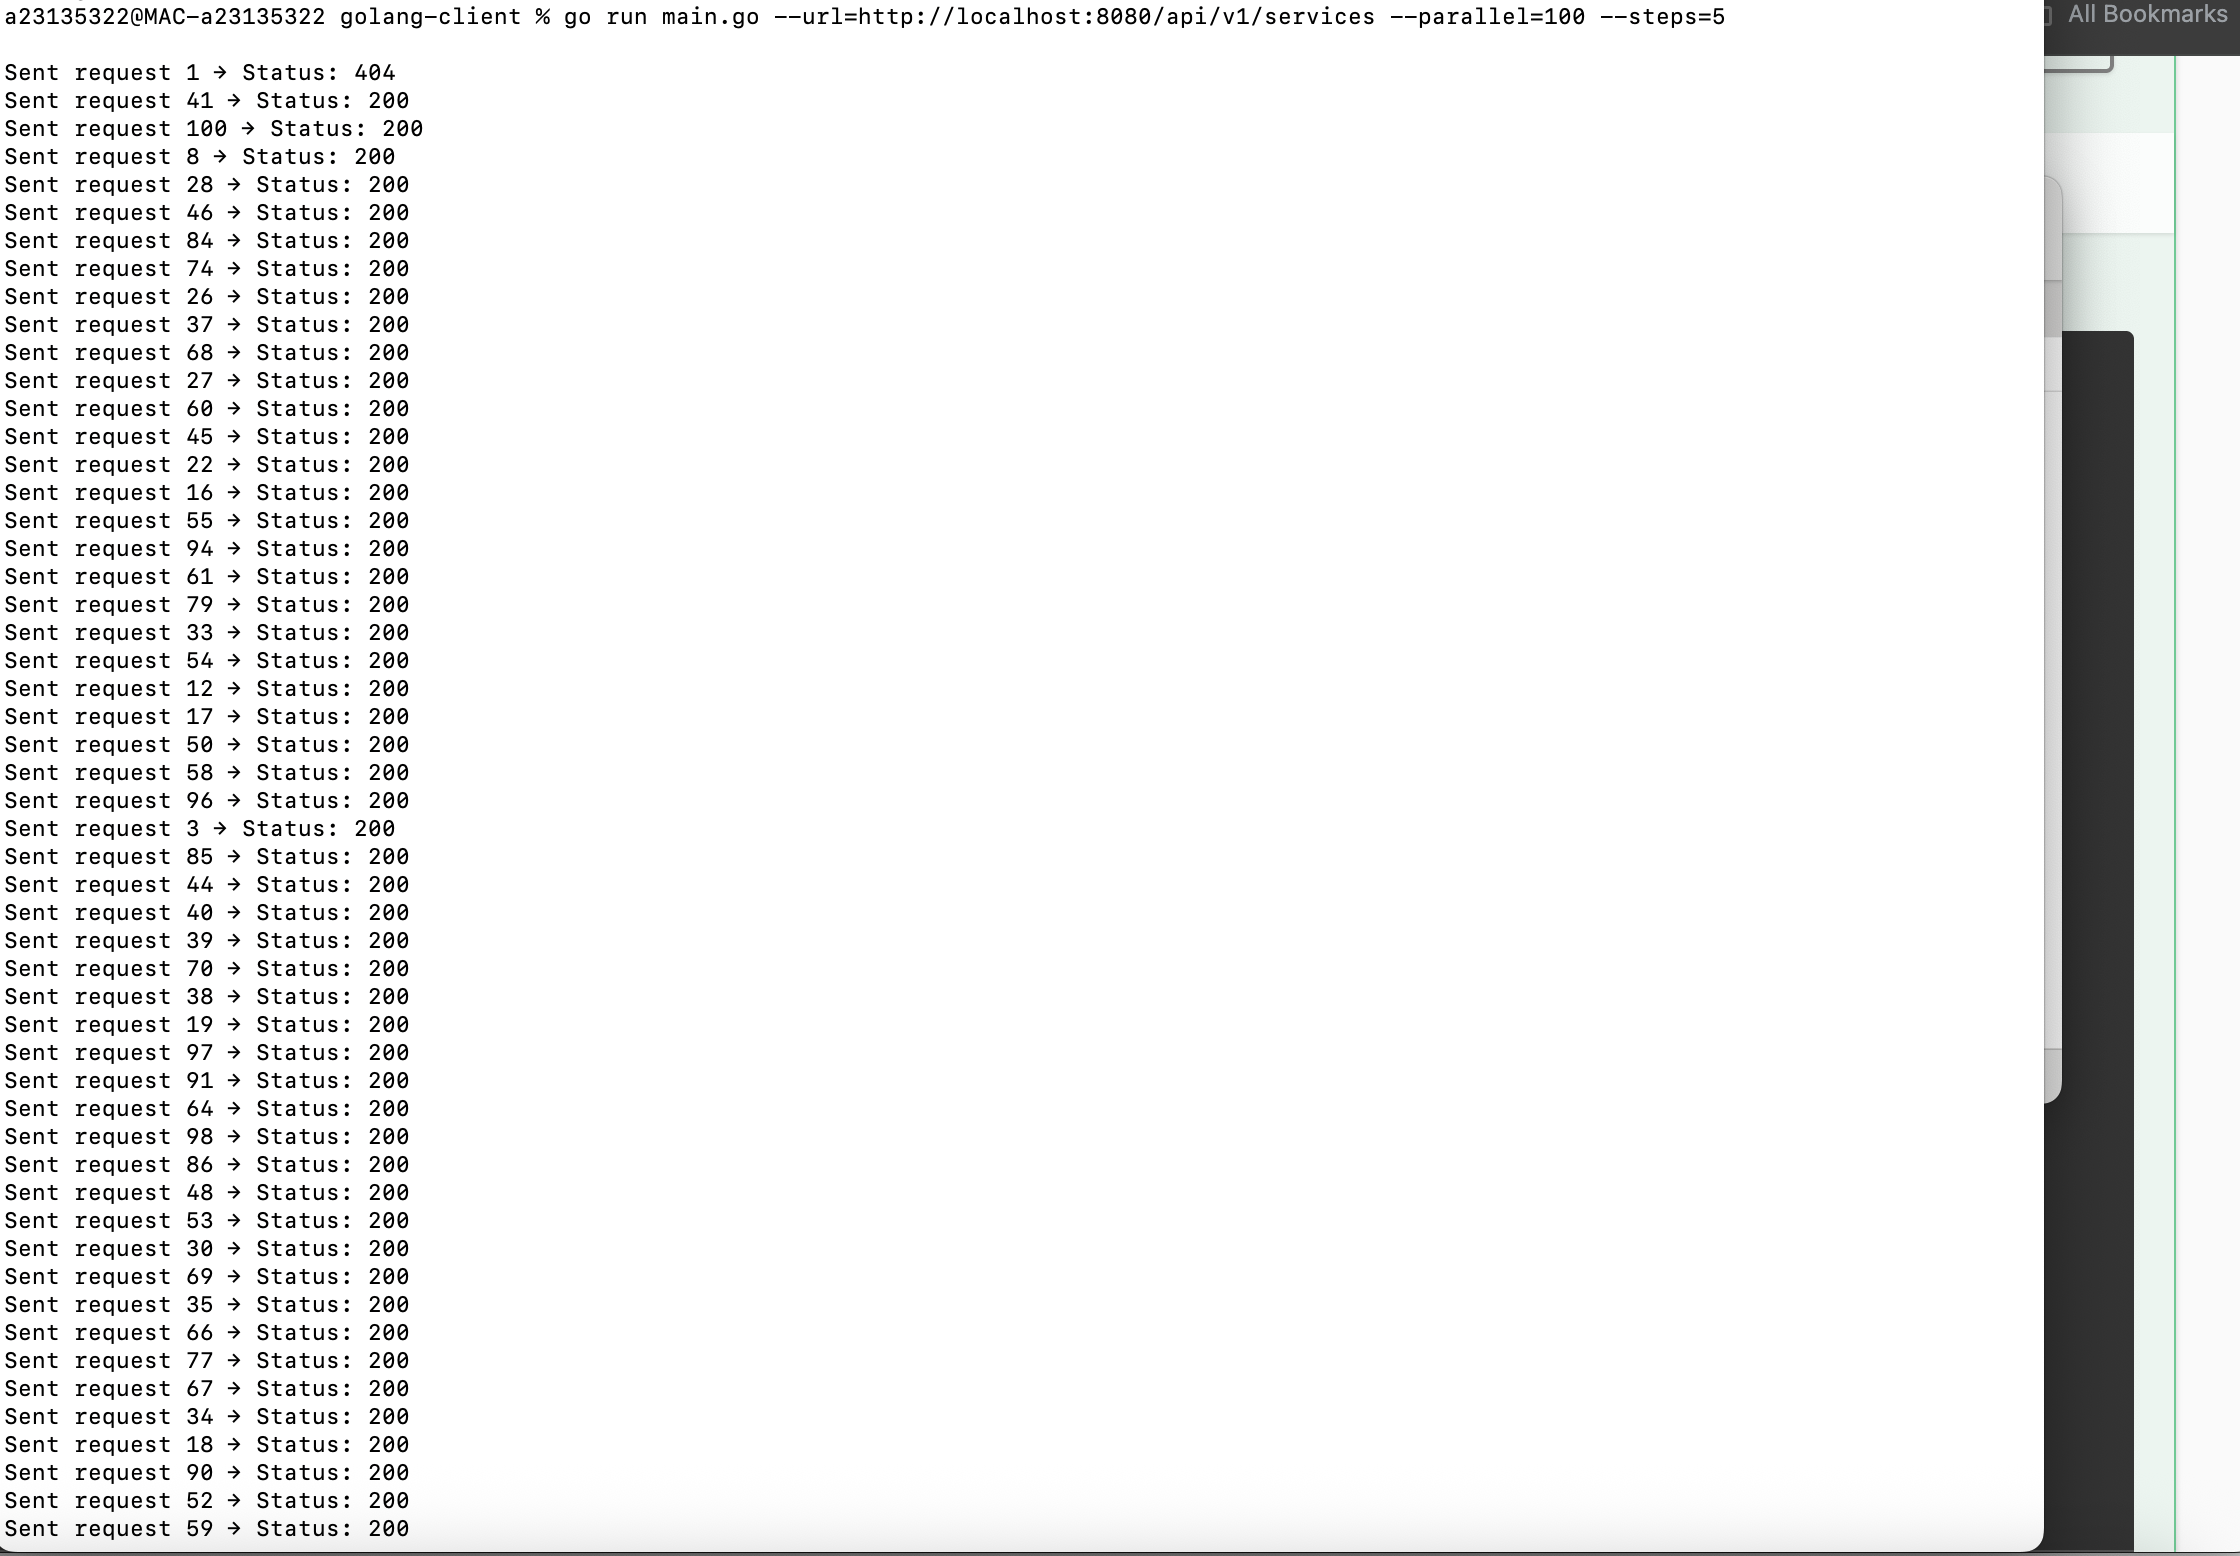 a23135322@MAC-a23135322 golang-client % go run main.go --url=http://localhost:8080/api/v1/services --parallel=100 --steps=5
All Bookmarks
Sent request 1 → Status: 404
Sent request 41 → Status: 200
Sent request 100 → Status: 200
Sent request 8 → Status: 200
Sent request 28 → Status: 200
Sent request 46 → Status: 200
Sent request 84 → Status: 200
Sent request 74 → Status: 200
Sent request 26 → Status: 200
Sent request 37 → Status: 200
Sent request 68 → Status: 200
Sent request 27 → Status: 200
Sent request 60 → Status: 200
Sent request 45 → Status: 200
Sent request 22 → Status: 200
Sent request 16 → Status: 200
Sent request 55 → Status: 200
Sent request 94 → Status: 200
Sent request 61 → Status: 200
Sent request 79 → Status: 200
Sent request 33 → Status: 200
Sent request 54 → Status: 200
Sent request 12 → Status: 200
Sent request 17 → Status: 200
Sent request 50 → Status: 200
Sent request 58 → Status: 200
Sent request 96 → Status: 200
Sent request 3 → Status: 200
Sent request 85 → Status: 200
Sent request 44 → Status: 200
Sent request 40 → Status: 200
Sent request 39 → Status: 200
Sent request 70 → Status: 200
Sent request 38 → Status: 200
Sent request 19 → Status: 200
Sent request 97 → Status: 200
Sent request 91 → Status: 200
Sent request 64 → Status: 200
Sent request 98 → Status: 200
Sent request 86 → Status: 200
Sent request 48 → Status: 200
Sent request 53 → Status: 200
Sent request 30 → Status: 200
Sent request 69 → Status: 200
Sent request 35 → Status: 200
Sent request 66 → Status: 200
Sent request 77 → Status: 200
Sent request 67 → Status: 200
Sent request 34 → Status: 200
Sent request 18 → Status: 200
Sent request 90 → Status: 200
Sent request 52 → Status: 200
Sent request 59 → Status: 200